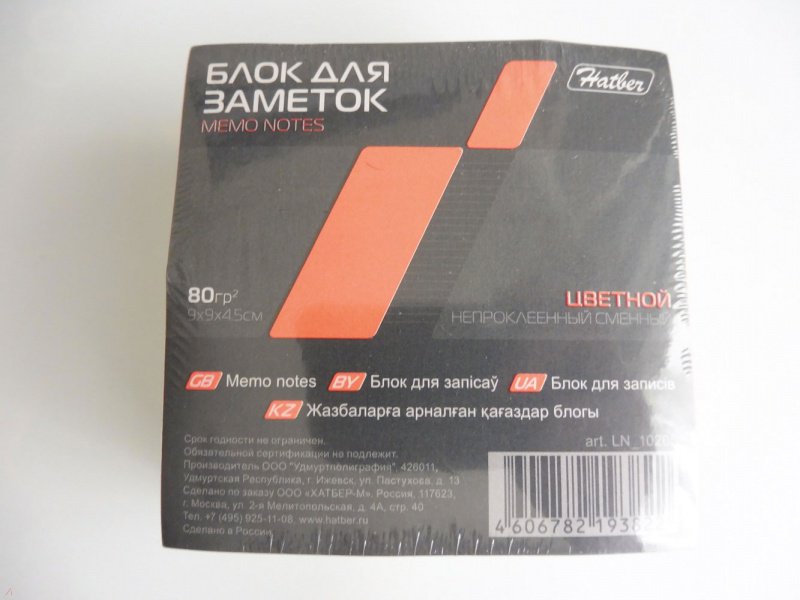 БЛОК ДЛЯ
ЗАМЕТОК
MEMO NOTES
Hatber
80гр²
9х9х4.5см
ЦВЕТНОЙ
НЕПРОКЛЕЕННЫЙ СМЕННЫЙ
GB Memo notes BY Блок для запісаў UA Блок для записів
KZ Жазбаларға арналған қағаздар блогы
Срок годности не ограничен.
Обязательной сертификации не подлежит.
Производитель ООО "Удмуртполиграфия", 426011,
Удмуртская Республика, г. Ижевск, ул. Пастухова, д. 13
Сделано по заказу ООО «ХАТБЕР-М». Россия, 117623,
г. Москва, ул. 2-я Мелитопольская, д. 4А, стр. 40
Тел. +7 (495) 925-11-08, www.hatber.ru
Сделано в России
art.
4 606782